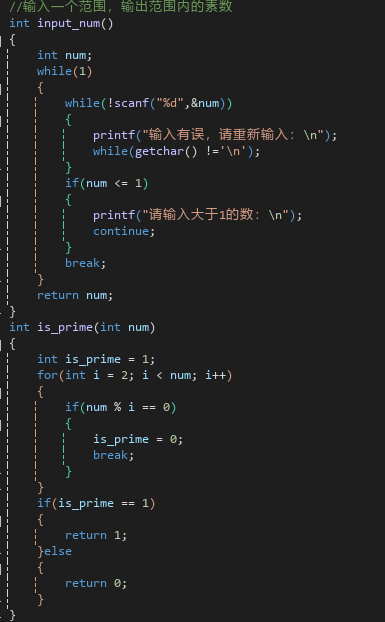 //输入一个范围，输出范围内的素数
int input_num()
{
    int num;
    while(1)
    {
        while(!scanf("%d",&num))
        {
            printf("输入有误，请重新输入：\n");
            while(getchar() !='\n');
        }
        if(num <= 1)
        {
            printf("请输入大于1的数：\n");
            continue;
        }
        break;
    }
    return num;
}
int is_prime(int num)
{
    int is_prime = 1;
    for(int i = 2; i < num; i++)
    {
        if(num % i == 0)
        {
            is_prime = 0;
            break;
        }
    }
    if(is_prime == 1)
    {
        return 1;
    }else
    {
        return 0;
    }
}